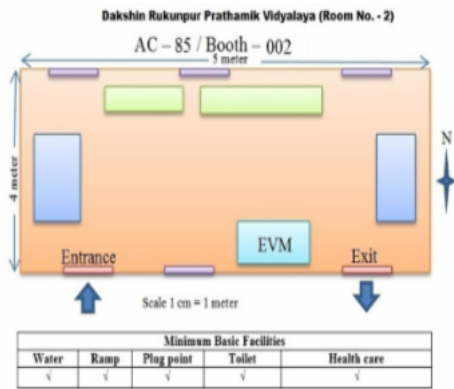 Dakshin Rukunpur Prathamik Vidyalaya (Room No. - 2)
AC – 85 / Booth – 002
5 meter
4 meter
N
EVM
Entrance
Exit
Scale 1 cm = 1 meter
Minimum Basic Facilities
Water Ramp Plug point Toilet Health care
√ √ √ √ √